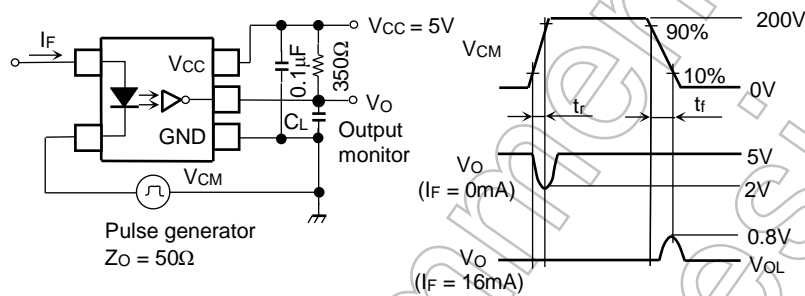 IF
VCC
GND
0.1μF
350Ω
CL
VCC = 5V
VO
Output
monitor
VCM
Pulse generator
ZO = 50Ω
VCM
200V
90%
10%
0V
tr
tf
VO
(IF = 0mA)
5V
2V
0.8V
VO
(IF = 16mA)
VOL